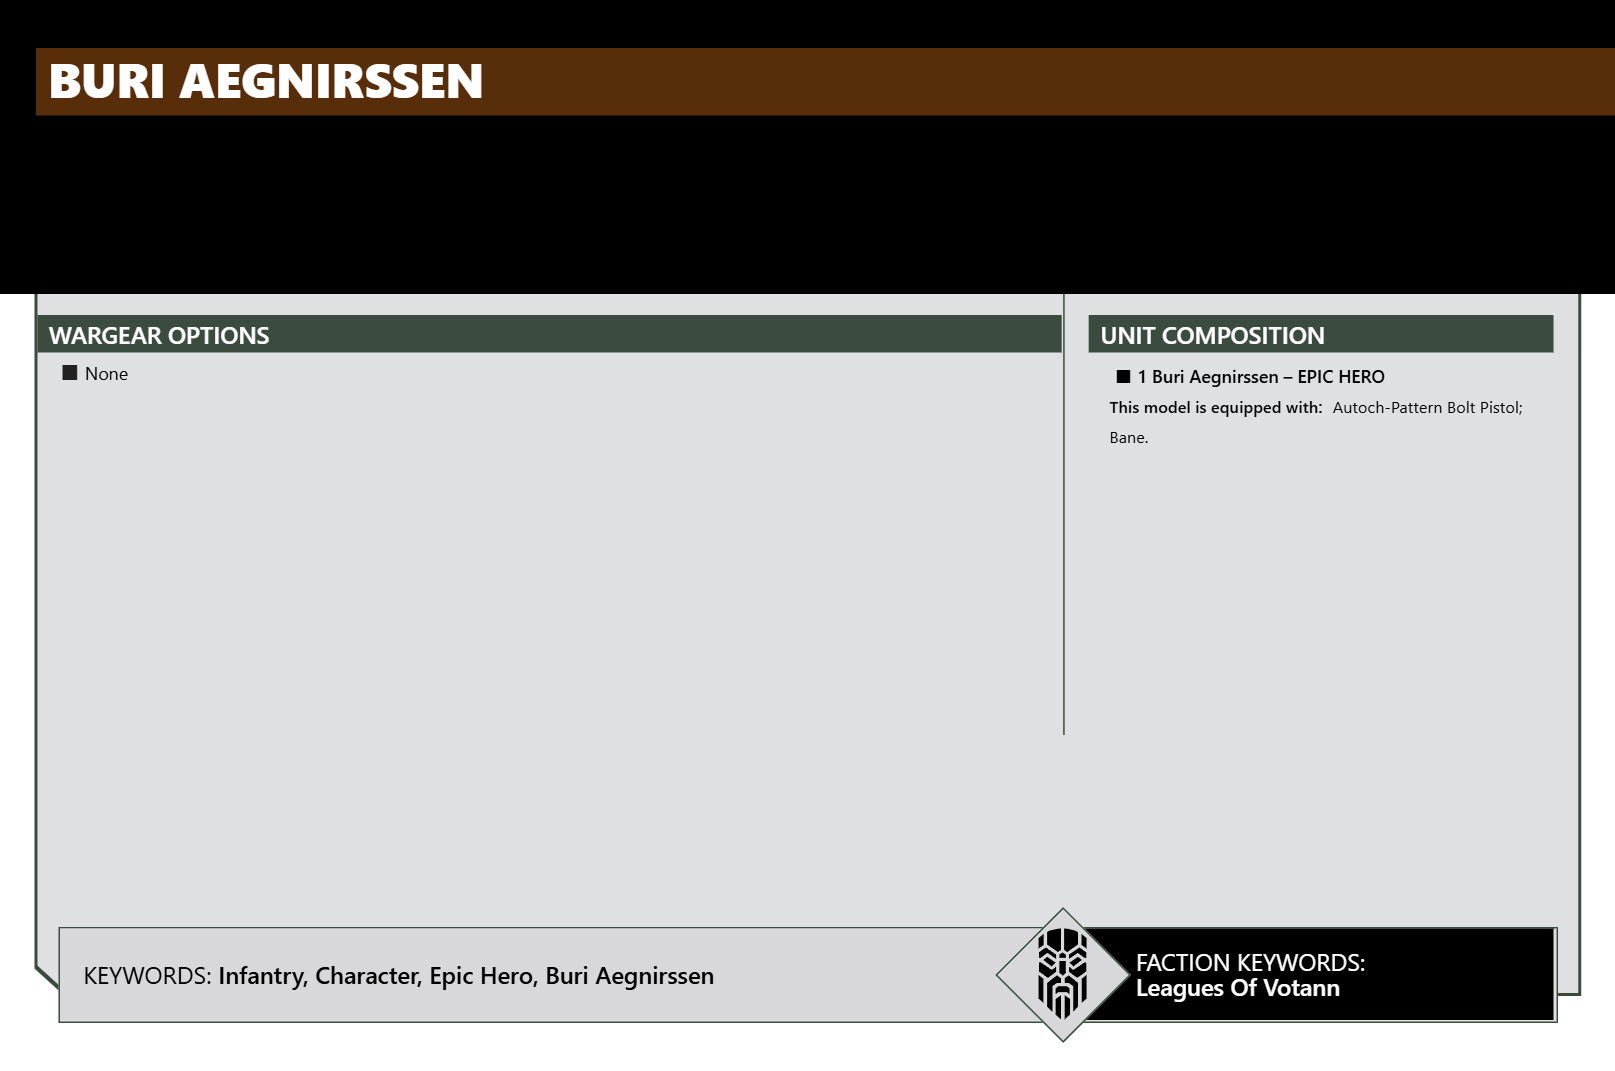 BURI AEGNIRSSEN
WARGEAR OPTIONS
■ None
UNIT COMPOSITION
■ 1 Buri Aegnirssen – EPIC HERO
This model is equipped with: Autoch-Pattern Bolt Pistol;
Bane.
KEYWORDS: Infantry, Character, Epic Hero, Buri Aegnirssen
FACTION KEYWORDS:
Leagues Of Votann